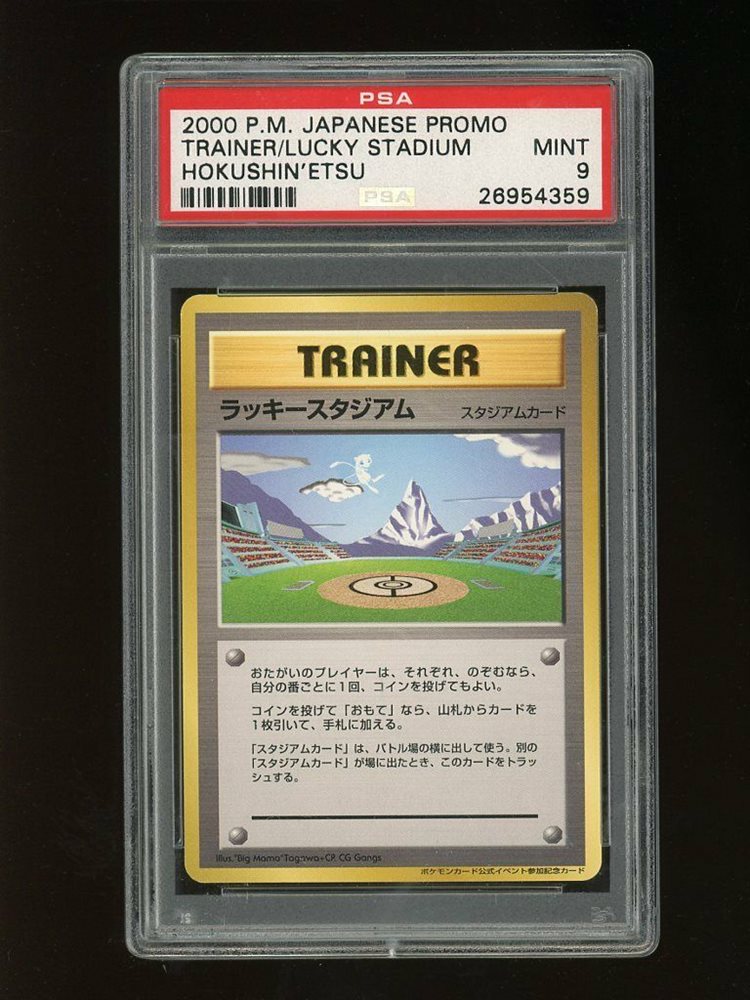 PSA
2000 P.M. JAPANESE PROMO
TRAINER/LUCKY STADIUM MINT
HOKUSHIN'ETSU 9
PSA 26954359
TRAINER
ラッキースタジアム スタジアムカード
おたがいのプレイヤーは、それぞれ、のぞむなら、
自分の番ごとに1回、コインを投げてもよい。
コインを投げて「おもて」なら、山札からカードを
1枚引いて、手札に加える。
「スタジアムカード」は、バトル場の横に出して使う。別の
「スタジアムカード」が場に出たとき、このカードをトラッ
シュする。
Illus."Big Mama"Tagawa+CR CG Gangs
ポケモンカード公式イベント参加記念カード